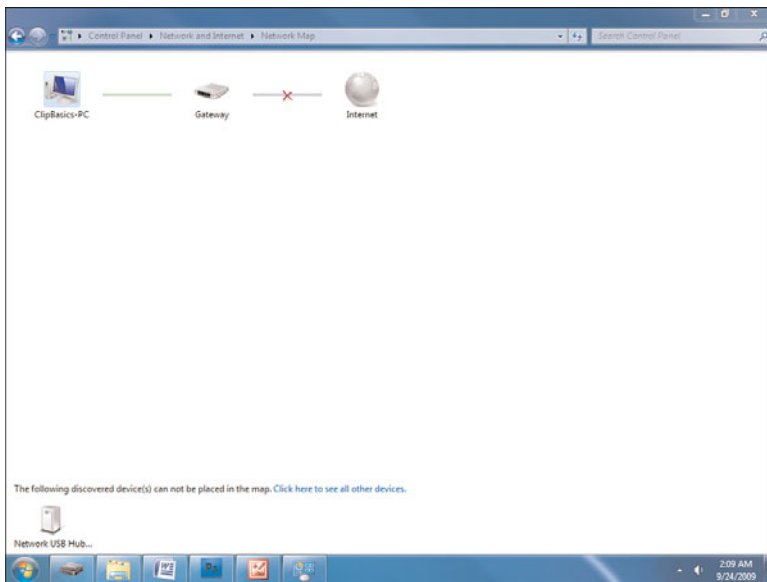 Control Panel Network and Internet Network Map
Search Control Panel
ClipBasics-PC Gateway Internet
The following discovered device(s) can not be placed in the map. Click here to see all other devices.
Network USB Hub...
W Ps
2:09 AM
9/24/2009